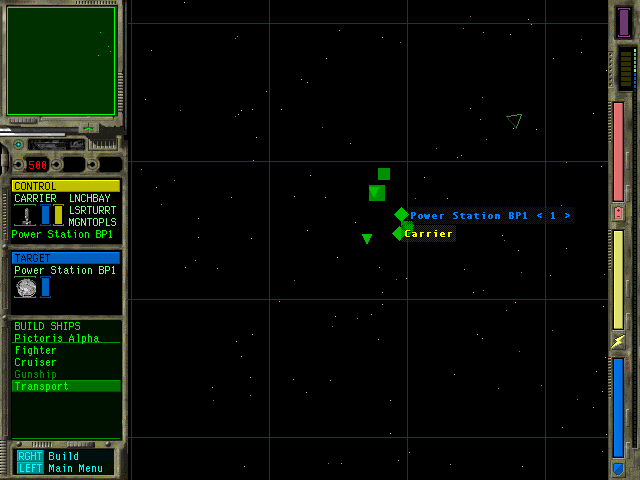 500
CONTROL
CARRIER LNCHBAY
LSRTURRT
MGNTOPLS
Power Station BP1
TARGET
Power Station BP1
BUILD SHIPS
Pictoris Alpha
Fighter
Cruiser
Gunship
Transport
RGHT Build
LEFT Main Menu
Power Station BP1 < 1 >
Carrier